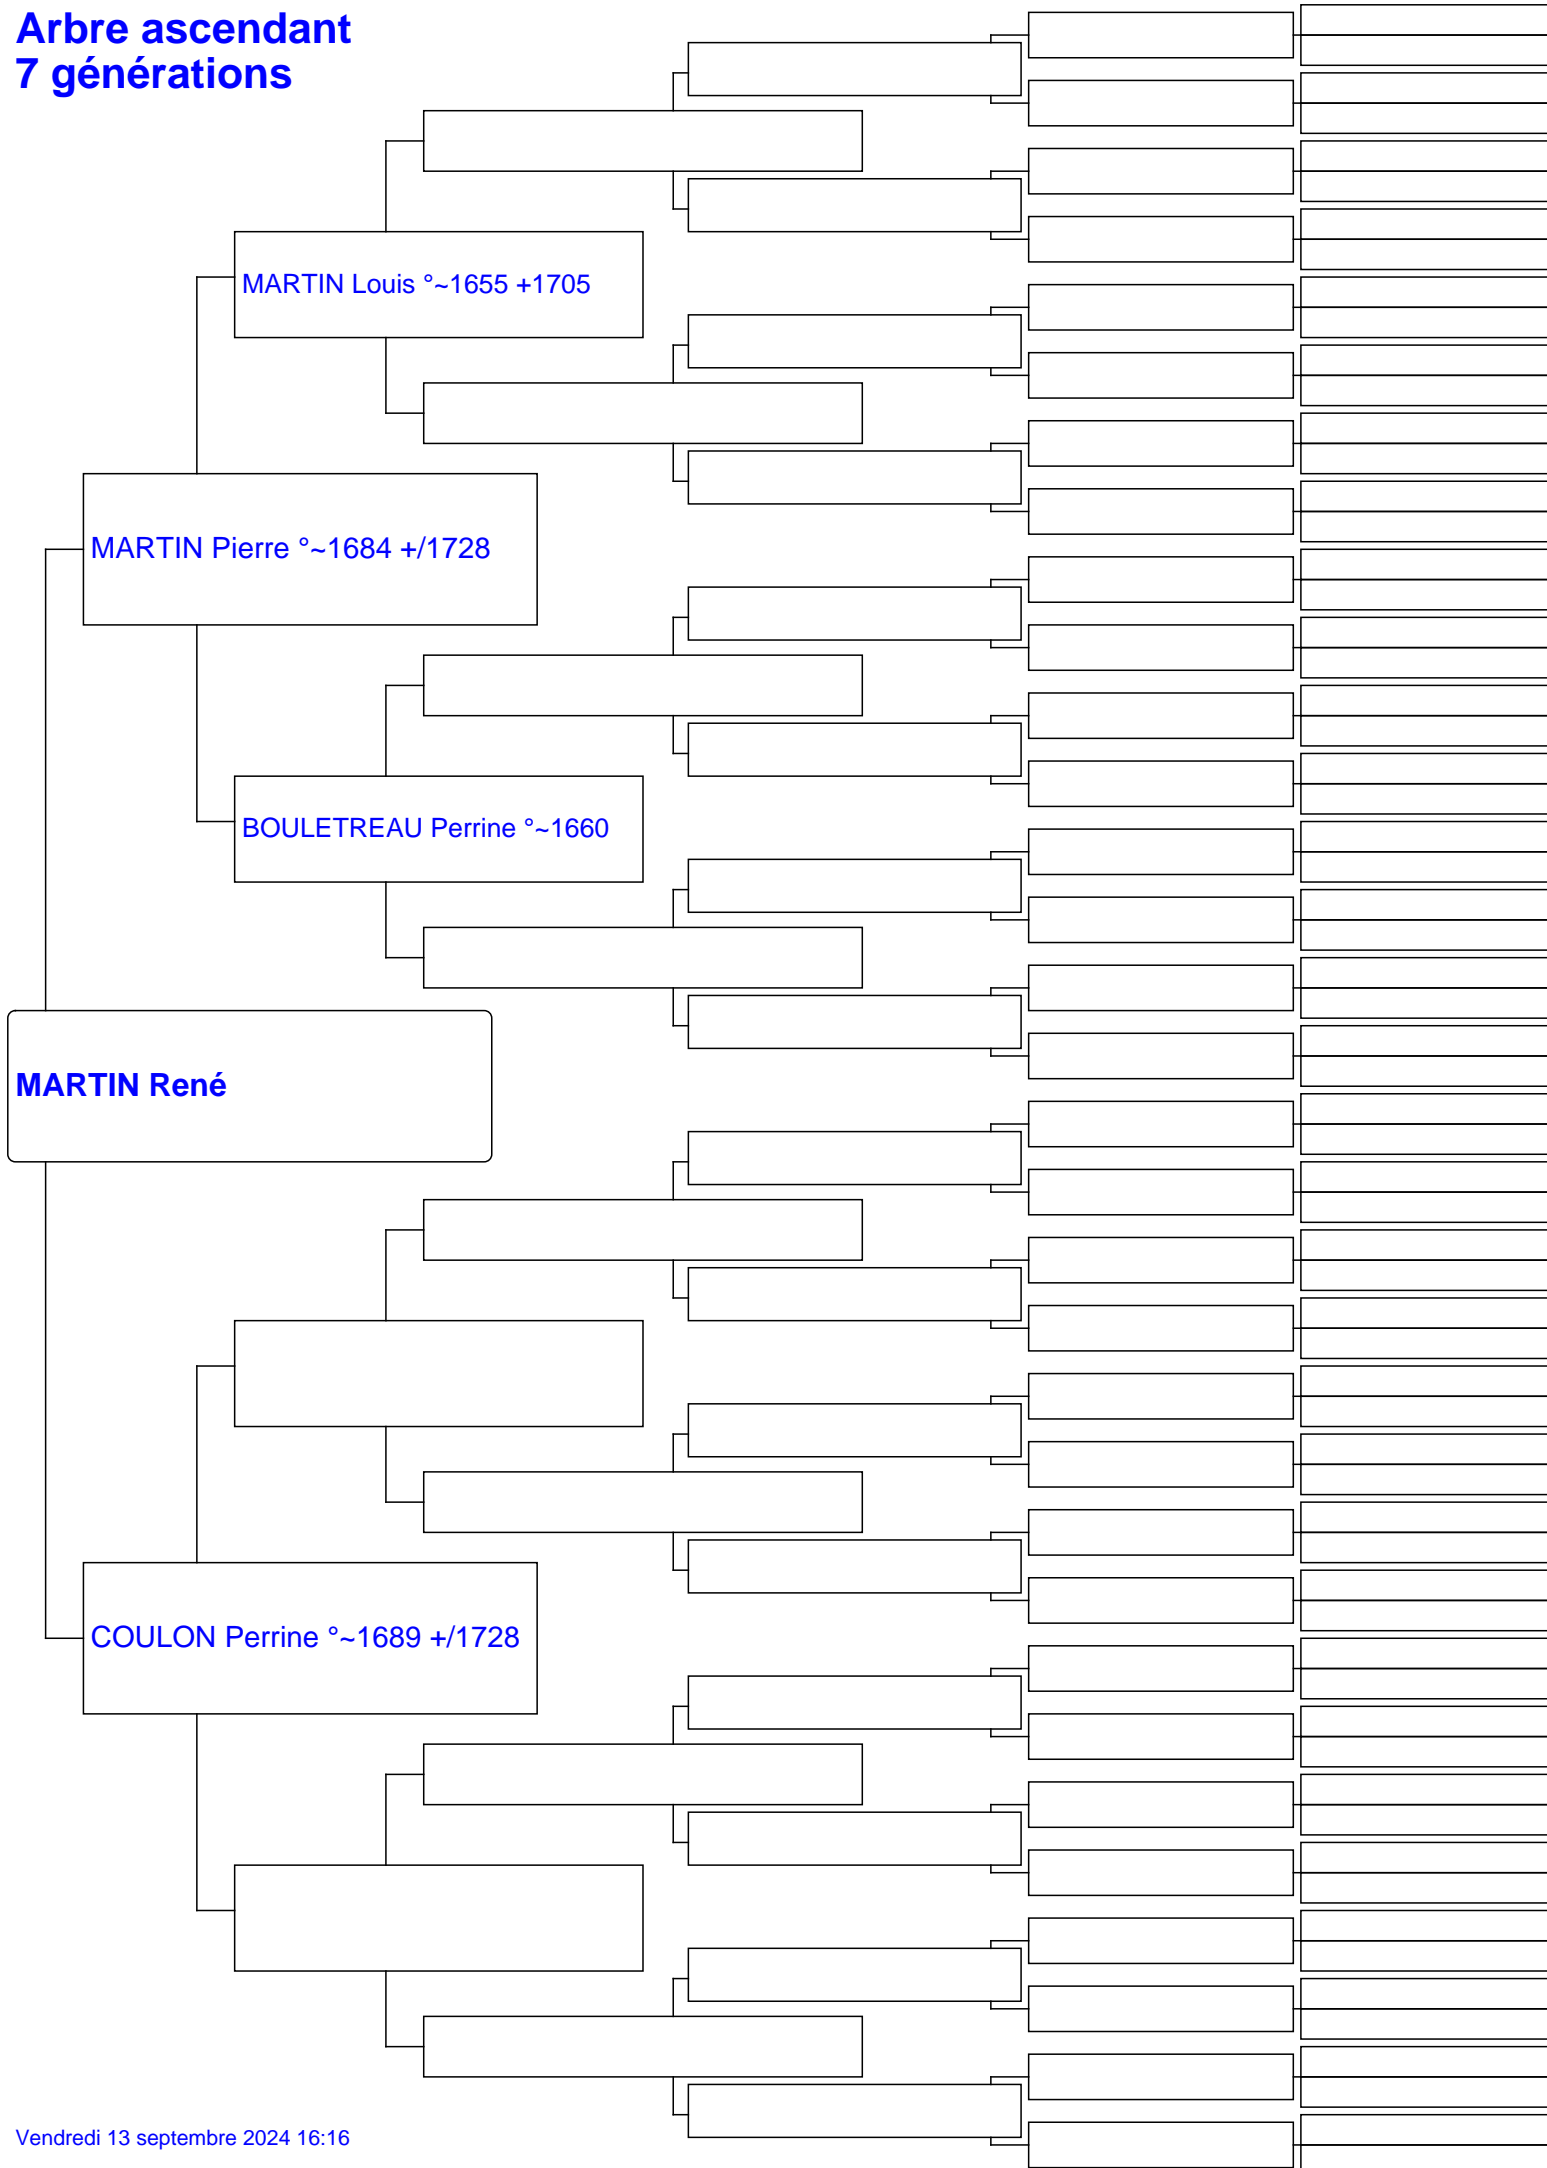 Arbre ascendant
7 générations
MARTIN Louis °~1655 +1705
MARTIN Pierre °~1684 +/1728
BOULETREAU Perrine °~1660
MARTIN René
COULON Perrine °~1689 +/1728
Vendredi 13 septembre 2024 16:16